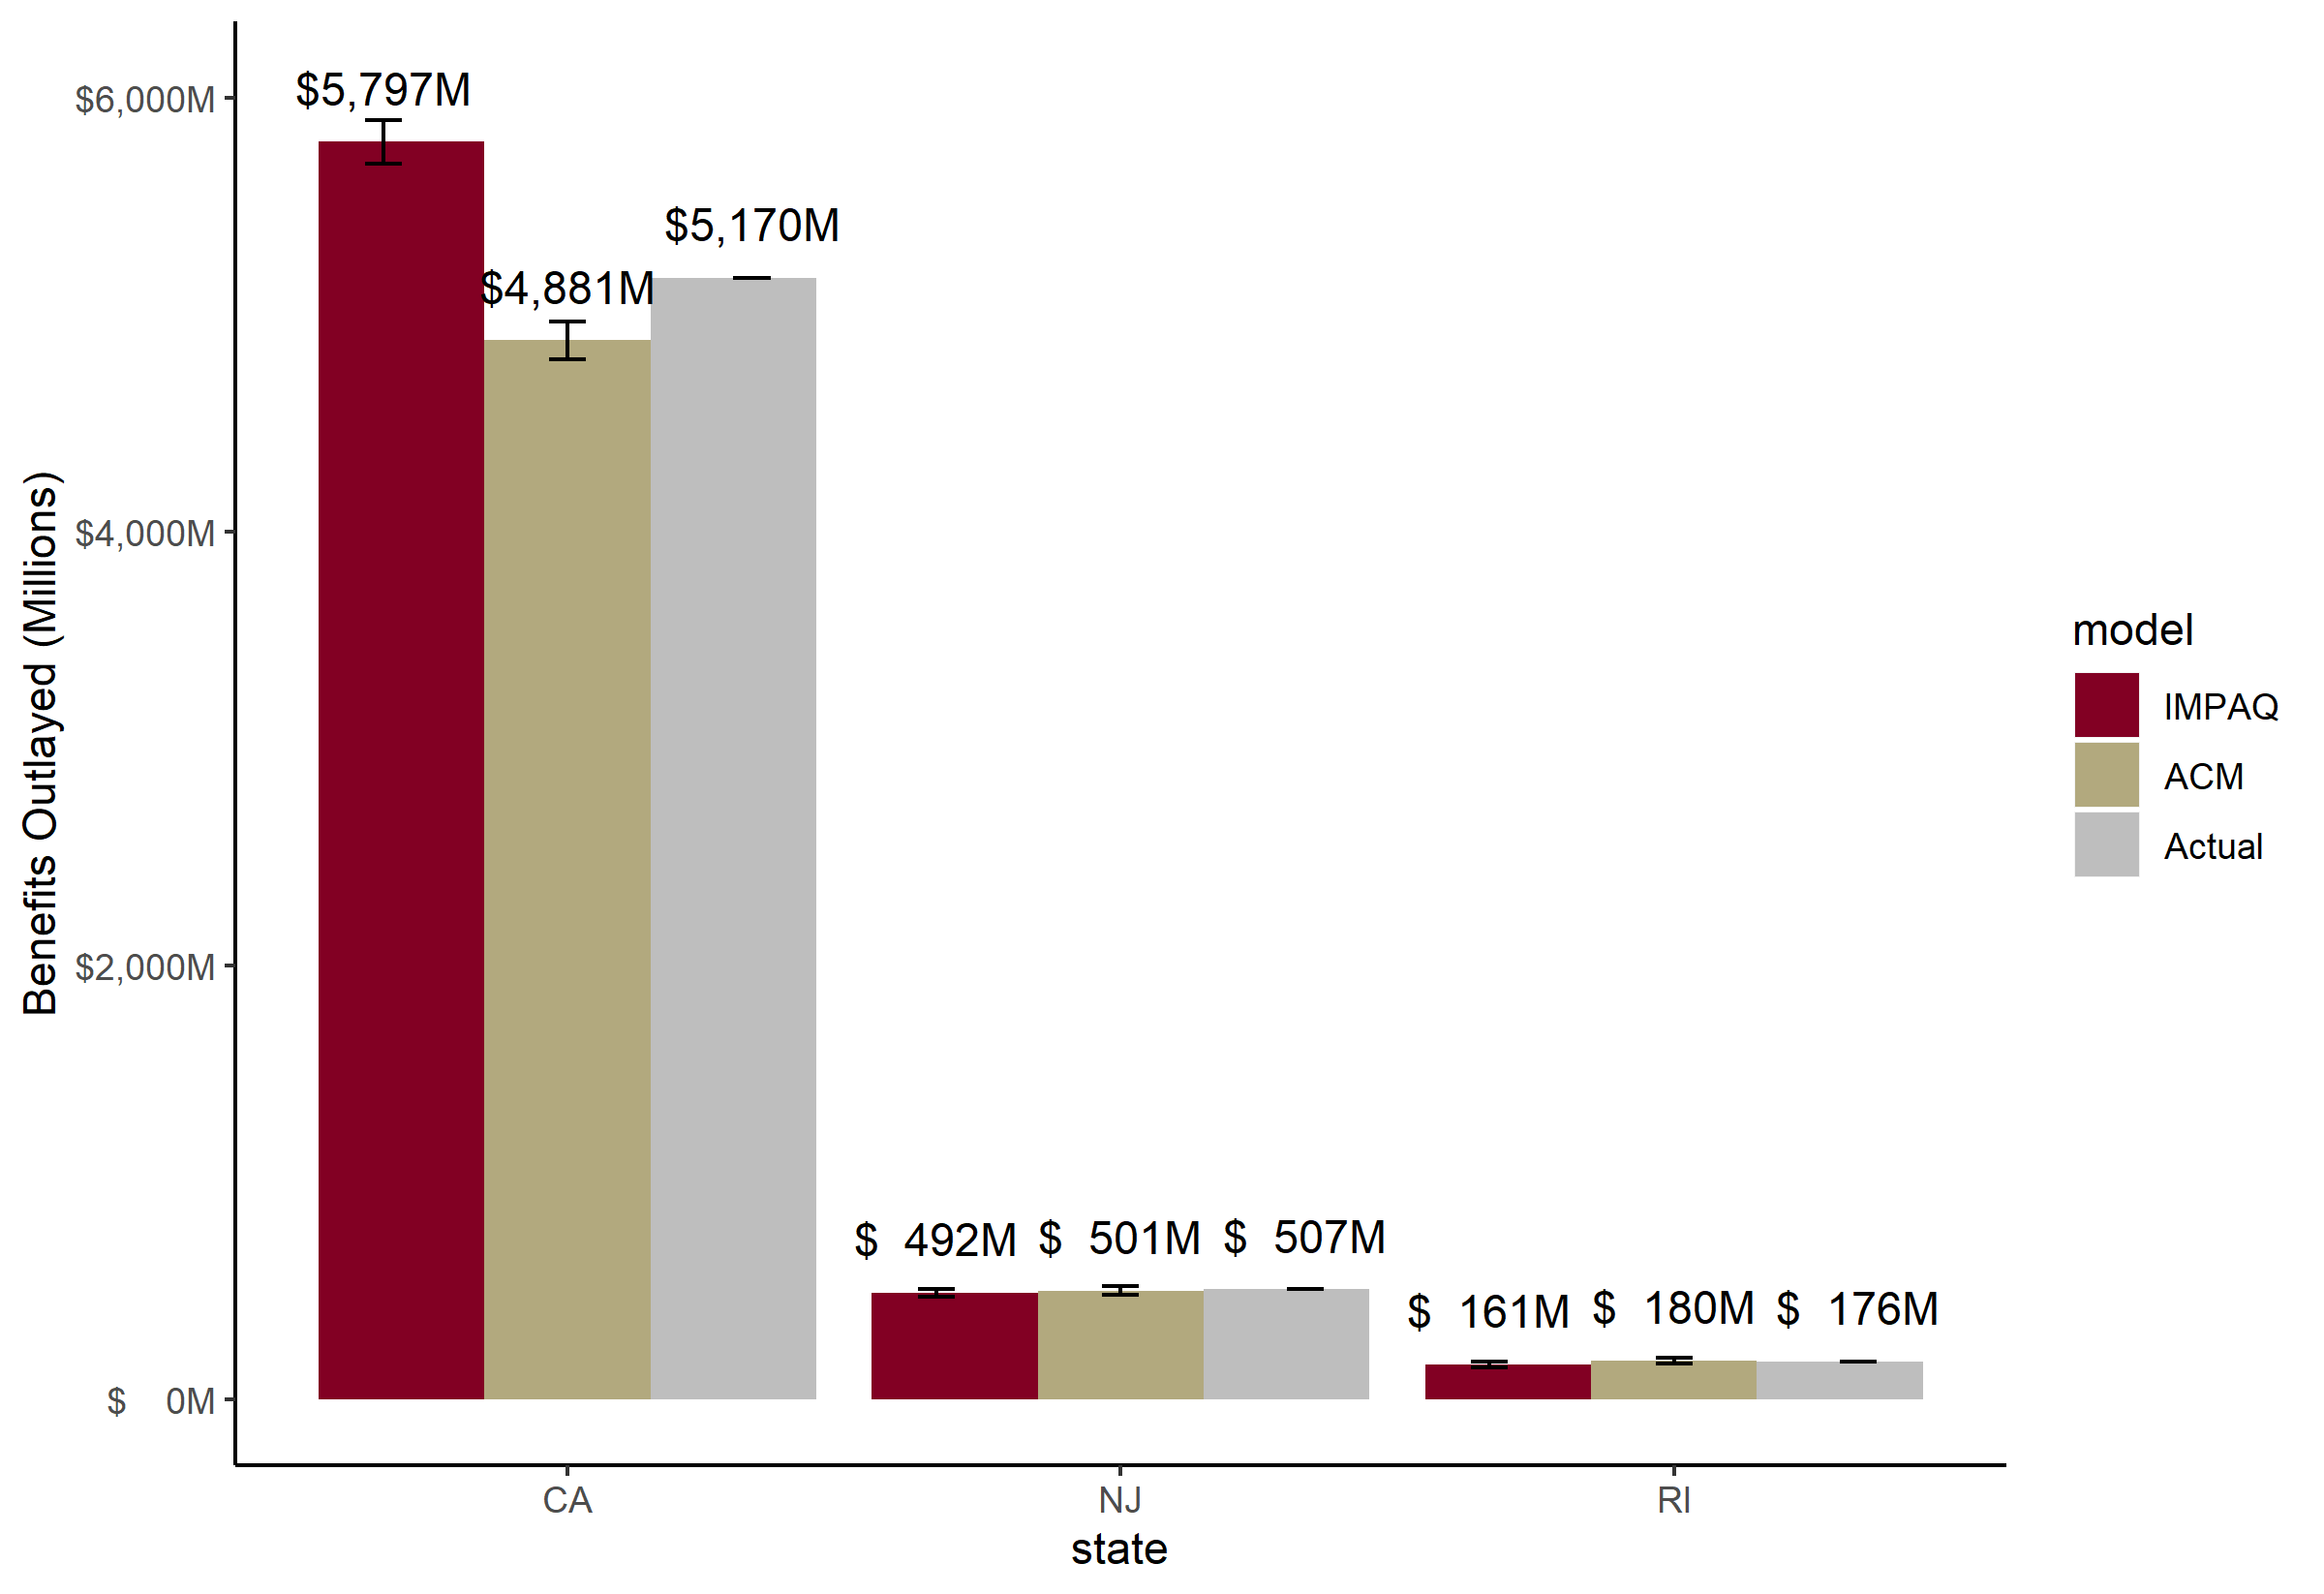 $5,797M
$6,000M
$5,170M
$4,881M
$4,000M
Benefits Outlayed (Millions)
model
IMPAQ
ACM
Actual
$2,000M
$  492M
$  501M
$  507M
$  161M
$  180M
$  176M
$  0M
CA
NJ
RI
state